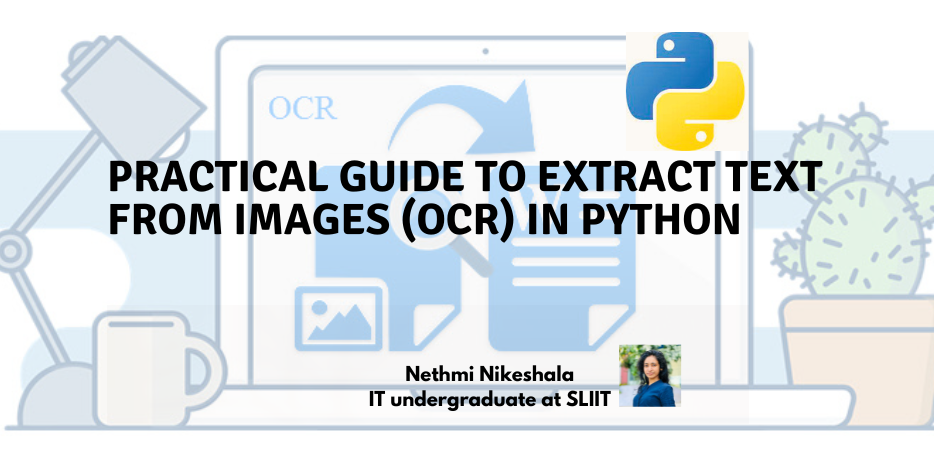 OCR
PRACTICAL GUIDE TO EXTRACT TEXT
FROM IMAGES (OCR) IN PYTHON
Nethmi Nikeshala
IT undergraduate at SLIIT